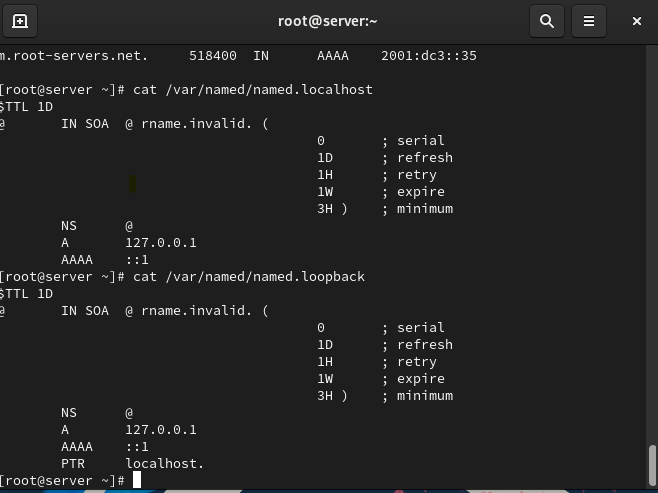 root@server:~
m.root-servers.net. 518400 IN AAAA 2001:dc3::35
[root@server ~]# cat /var/named/named.localhost
$TTL 1D
@ IN SOA @ rname.invalid. (
0 ; serial
1D ; refresh
1H ; retry
1W ; expire
3H ) ; minimum
NS @
A 127.0.0.1
AAAA ::1
[root@server ~]# cat /var/named/named.loopback
$TTL 1D
@ IN SOA @ rname.invalid. (
0 ; serial
1D ; refresh
1H ; retry
1W ; expire
3H ) ; minimum
NS @
A 127.0.0.1
AAAA ::1
PTR localhost.
[root@server ~]#